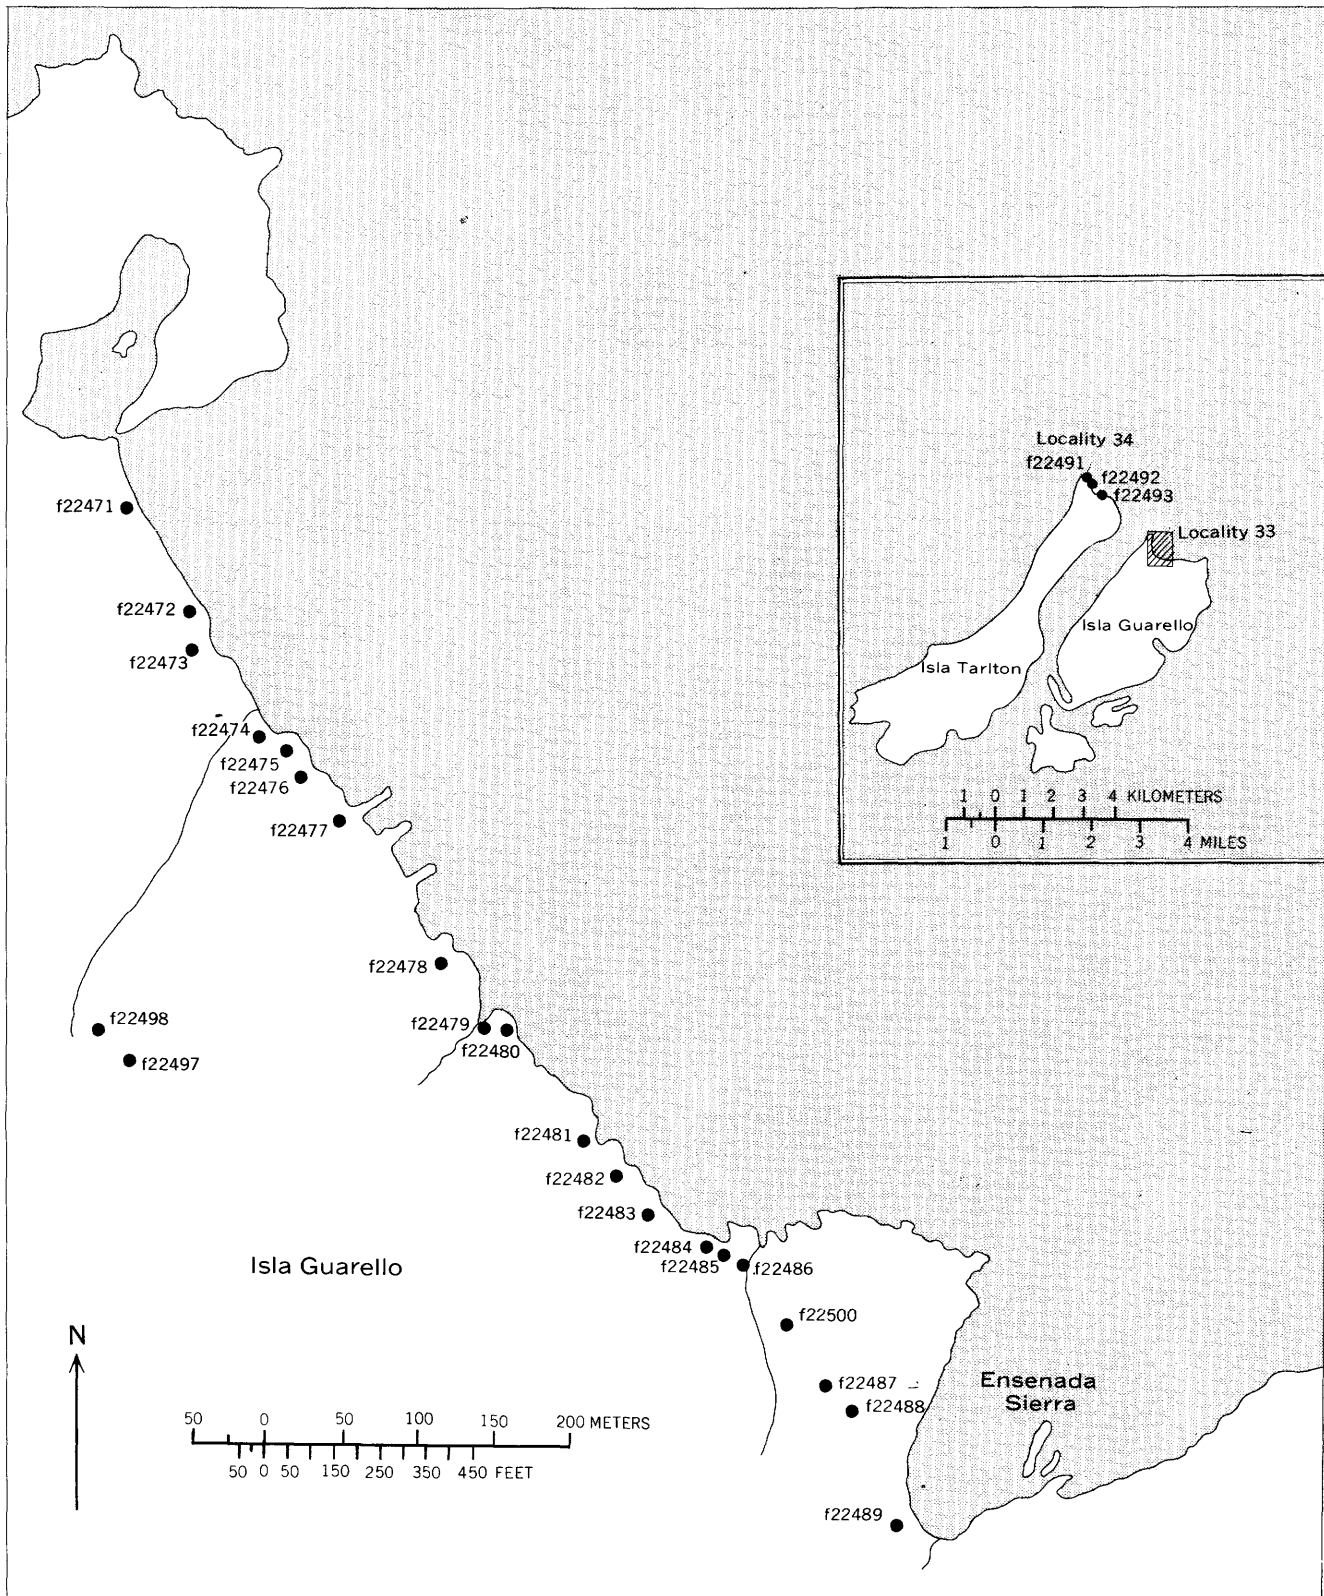 Locality 34
f22491
f22492
f22493
Locality 33
Isla Guarello
Isla Tarlton
1 0 1 2 3 4 KILOMETERS
1 0 1 2 3 4 MILES
f22471
f22472
f22473
f22474
f22475
f22476
f22477
f22478
f22498
f22479
f22480
f22497
f22481
f22482
f22483
f22484
f22485
f22486
Isla Guarello
f22500
N
f22487
f22488
Ensenada
Sierra
50 0 50 100 150 200 METERS
50 0 50 150 250 350 450 FEET
f22489